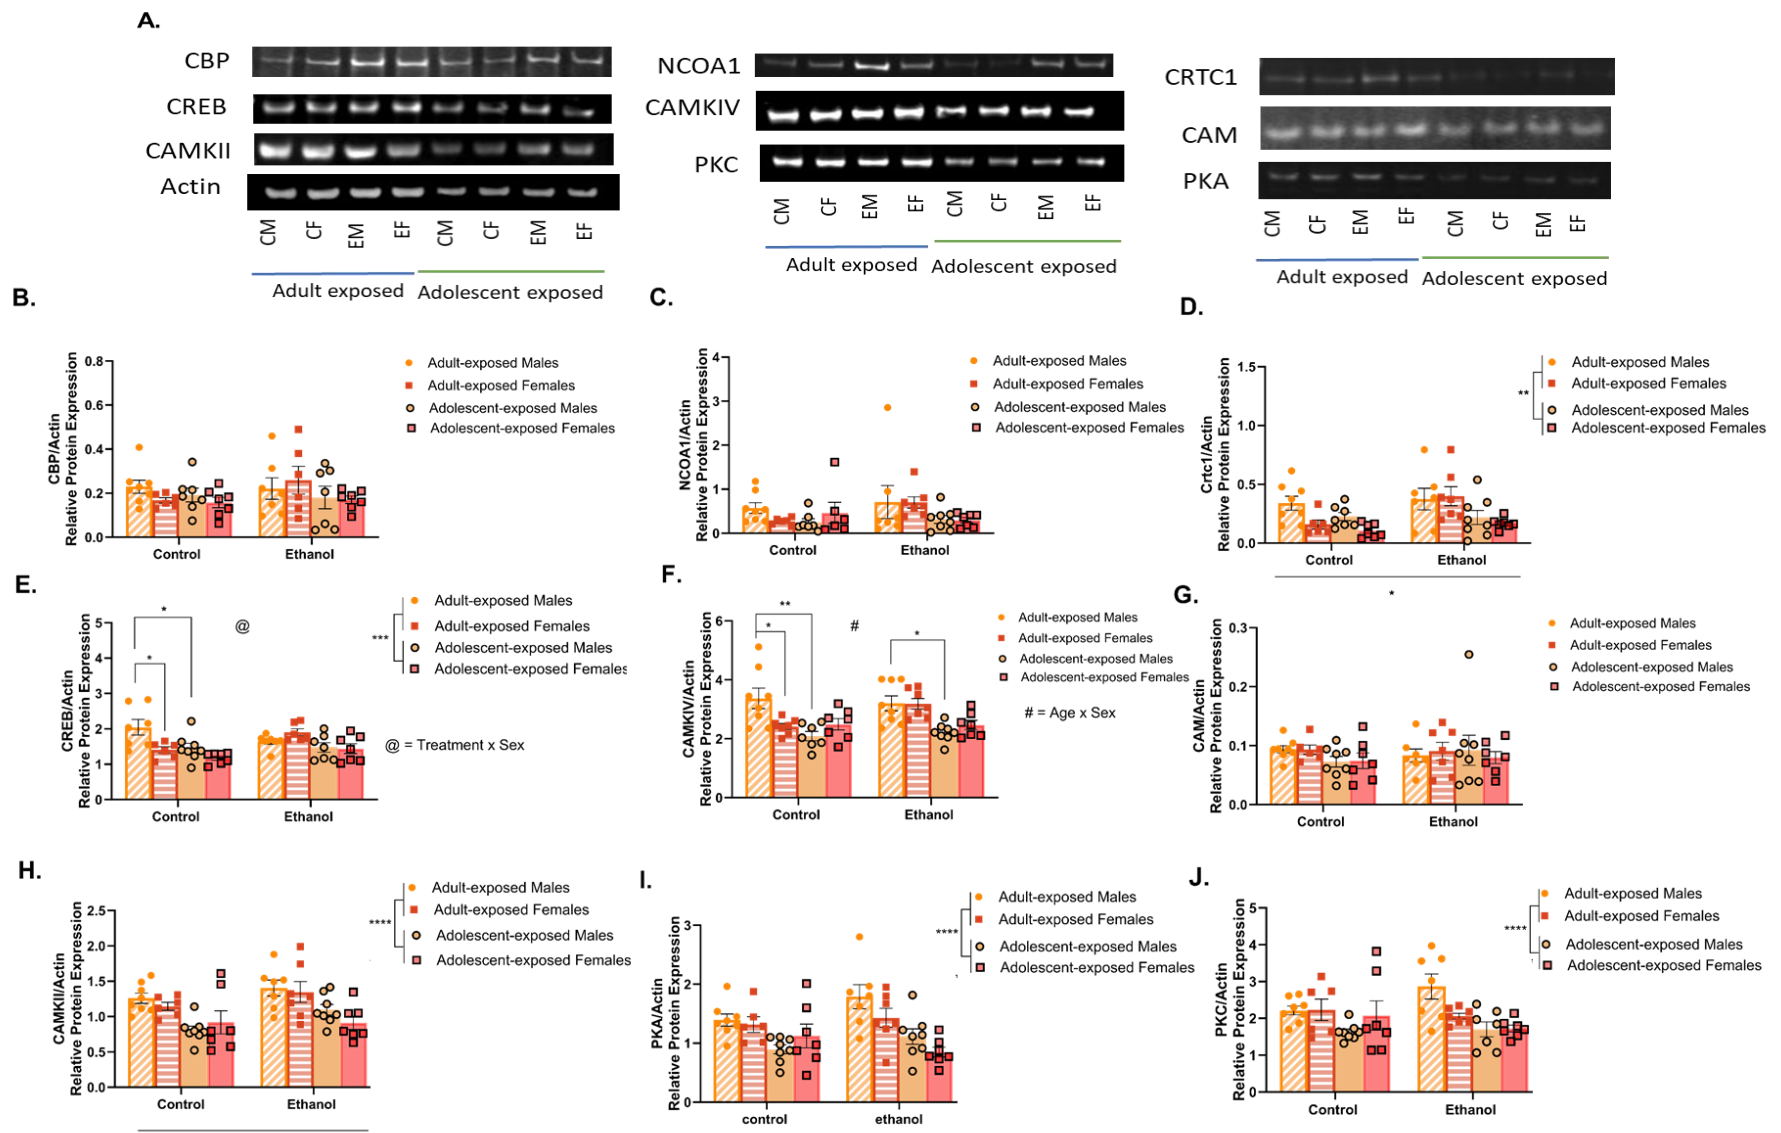 A.
CBP
CREB
CAMKII
Actin
CM CF EM EF CM CF EM EF
Adult exposed Adolescent exposed
NCOA1
CAMKIV
PKC
CM CF EM EF CM CF EM EF
Adult exposed Adolescent exposed
CRTC1
CAM
PKA
CM CF EM EF CM CF EM EF
Adult exposed Adolescent exposed
B.
CBP/Actin
Relative Protein Expression
0.8
0.6
0.4
0.2
0.0
Control Ethanol
Adult-exposed Males
Adult-exposed Females
Adolescent-exposed Males
Adolescent-exposed Females
C.
NCOA1/Actin
Relative Protein Expression
4
3
2
1
0
Control Ethanol
Adult-exposed Males
Adult-exposed Females
Adolescent-exposed Males
Adolescent-exposed Females
D.
Crtc1/Actin
Relative Protein Expression
1.5
1.0
0.5
0.0
Control Ethanol
*
**
Adult-exposed Males
Adult-exposed Females
Adolescent-exposed Males
Adolescent-exposed Females
E.
CREB/Actin
Relative Protein Expression
5
4
3
2
1
0
*
*
@
Control Ethanol
***
Adult-exposed Males
Adult-exposed Females
Adolescent-exposed Males
Adolescent-exposed Females
@ = Treatment x Sex
F.
CAMKIV/Actin
Relative Protein Expression
6
4
2
0
**
*
#
*
Control Ethanol
Adult-exposed Males
Adult-exposed Females
Adolescent-exposed Males
Adolescent-exposed Females
# = Age x Sex
G.
CAM/Actin
Relative Protein Expression
0.3
0.2
0.1
0.0
Control Ethanol
Adult-exposed Males
Adult-exposed Females
Adolescent-exposed Males
Adolescent-exposed Females
H.
CAMKII/Actin
Relative Protein Expression
2.5
2.0
1.5
1.0
0.5
0.0
Control Ethanol
****
Adult-exposed Males
Adult-exposed Females
Adolescent-exposed Males
Adolescent-exposed Females
I.
PKA/Actin
Relative Protein Expression
3
2
1
0
control ethanol
****
Adult-exposed Males
Adult-exposed Females
Adolescent-exposed Males
Adolescent-exposed Females
J.
PKC/Actin
Relative Protein Expression
5
4
3
2
1
0
Control Ethanol
****
Adult-exposed Males
Adult-exposed Females
Adolescent-exposed Males
Adolescent-exposed Females